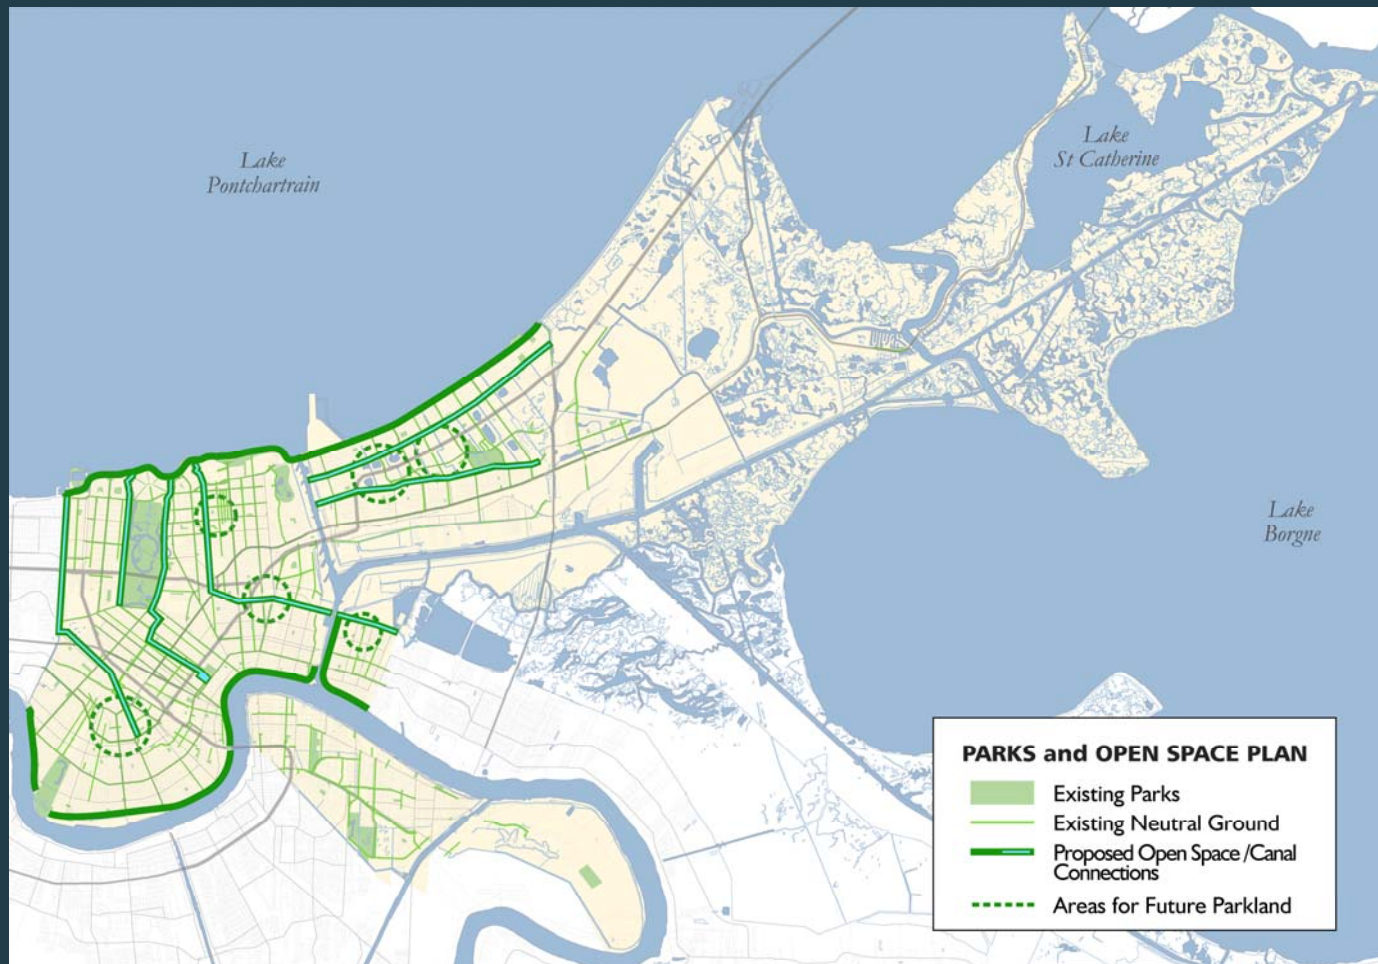 Lake
Pontchartrain
Lake
St Catherine
Lake
Borgne
PARKS and OPEN SPACE PLAN
Existing Parks
Existing Neutral Ground
Proposed Open Space/Canal
Connections
Areas for Future Parkland